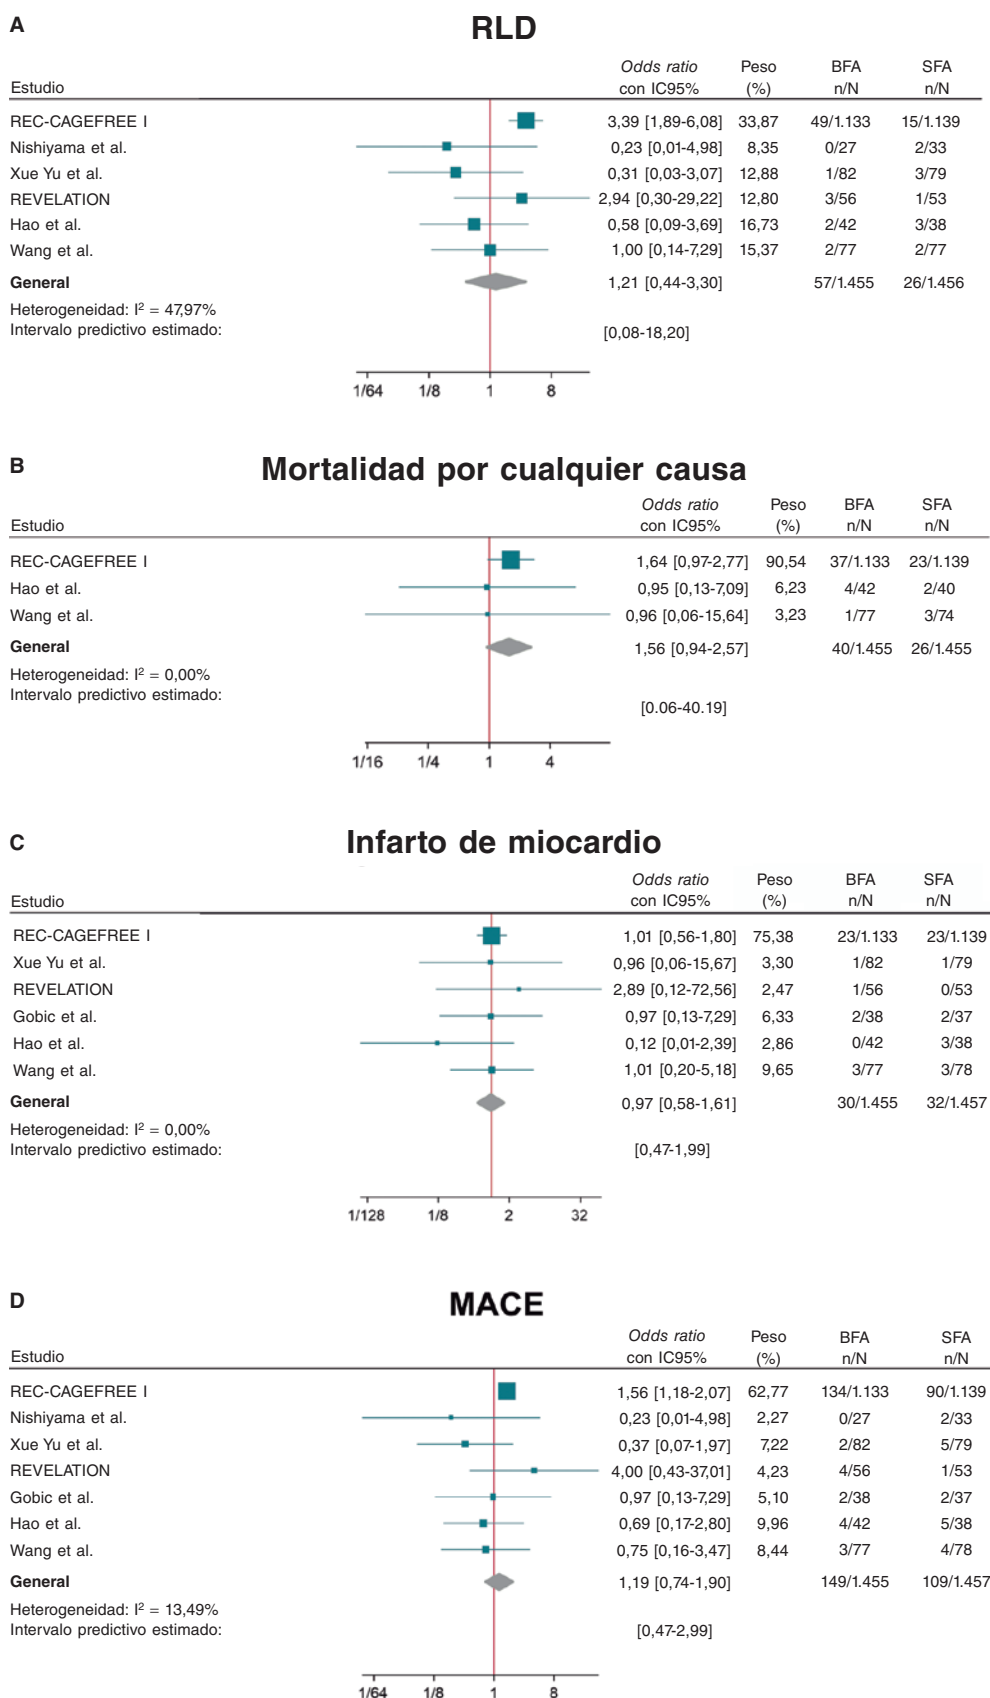 A
RLD
Estudio Odds ratio con IC95% Peso (%) BFA n/N SFA n/N
REC-CAGEFREE I 3,39 [1,89-6,08] 33,87 49/1.133 15/1.139
Nishiyama et al. 0,23 [0,01-4,98] 8,35 0/27 2/33
Xue Yu et al. 0,31 [0,03-3,07] 12,88 1/82 3/79
REVELATION 2,94 [0,30-29,22] 12,80 3/56 1/53
Hao et al. 0,58 [0,09-3,69] 16,73 2/42 3/38
Wang et al. 1,00 [0,14-7,29] 15,37 2/77 2/77
General 1,21 [0,44-3,30] 57/1.455 26/1.456
Heterogeneidad: I² = 47,97%
Intervalo predictivo estimado: [0,08-18,20]
1/64 1/8 1 8
B
Mortalidad por cualquier causa
Estudio Odds ratio con IC95% Peso (%) BFA n/N SFA n/N
REC-CAGEFREE I 1,64 [0,97-2,77] 90,54 37/1.133 23/1.139
Hao et al. 0,95 [0,13-7,09] 6,23 4/42 2/40
Wang et al. 0,96 [0,06-15,64] 3,23 1/77 3/74
General 1,56 [0,94-2,57] 40/1.455 26/1.455
Heterogeneidad: I² = 0,00%
Intervalo predictivo estimado: [0.06-40.19]
1/16 1/4 1 4
C
Infarto de miocardio
Estudio Odds ratio con IC95% Peso (%) BFA n/N SFA n/N
REC-CAGEFREE I 1,01 [0,56-1,80] 75,38 23/1.133 23/1.139
Xue Yu et al. 0,96 [0,06-15,67] 3,30 1/82 1/79
REVELATION 2,89 [0,12-72,56] 2,47 1/56 0/53
Gobic et al. 0,97 [0,13-7,29] 6,33 2/38 2/37
Hao et al. 0,12 [0,01-2,39] 2,86 0/42 3/38
Wang et al. 1,01 [0,20-5,18] 9,65 3/77 3/78
General 0,97 [0,58-1,61] 30/1.455 32/1.457
Heterogeneidad: I² = 0,00%
Intervalo predictivo estimado: [0,47-1,99]
1/128 1/8 2 32
D
MACE
Estudio Odds ratio con IC95% Peso (%) BFA n/N SFA n/N
REC-CAGEFREE I 1,56 [1,18-2,07] 62,77 134/1.133 90/1.139
Nishiyama et al. 0,23 [0,01-4,98] 2,27 0/27 2/33
Xue Yu et al. 0,37 [0,07-1,97] 7,22 2/82 5/79
REVELATION 4,00 [0,43-37,01] 4,23 4/56 1/53
Gobic et al. 0,97 [0,13-7,29] 5,10 2/38 2/37
Hao et al. 0,69 [0,17-2,80] 9,96 4/42 5/38
Wang et al. 0,75 [0,16-3,47] 8,44 3/77 4/78
General 1,19 [0,74-1,90] 149/1.455 109/1.457
Heterogeneidad: I² = 13,49%
Intervalo predictivo estimado: [0,47-2,99]
1/64 1/8 1 8